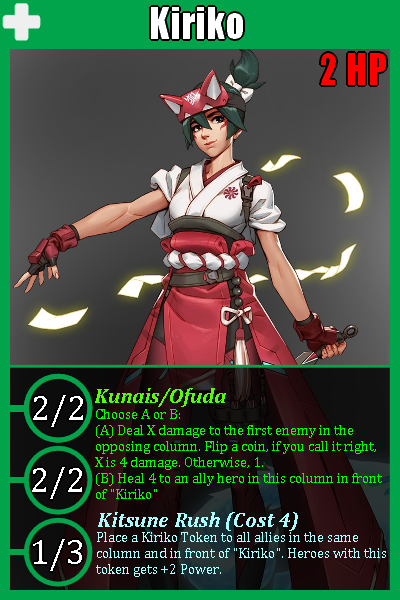 Kiriko
2 HP
2/2
Kunais/Ofuda
Choose A or B:
(A) Deal X damage to the first enemy in the
opposing column. Flip a coin, if you call it right,
X is 4 damage. Otherwise, 1.
2/2
(B) Heal 4 to an ally hero in this column in front
of "Kiriko"
1/3
Kitsune Rush (Cost 4)
Place a Kiriko Token to all allies in the same
column and in front of "Kiriko". Heroes with this
token gets +2 Power.